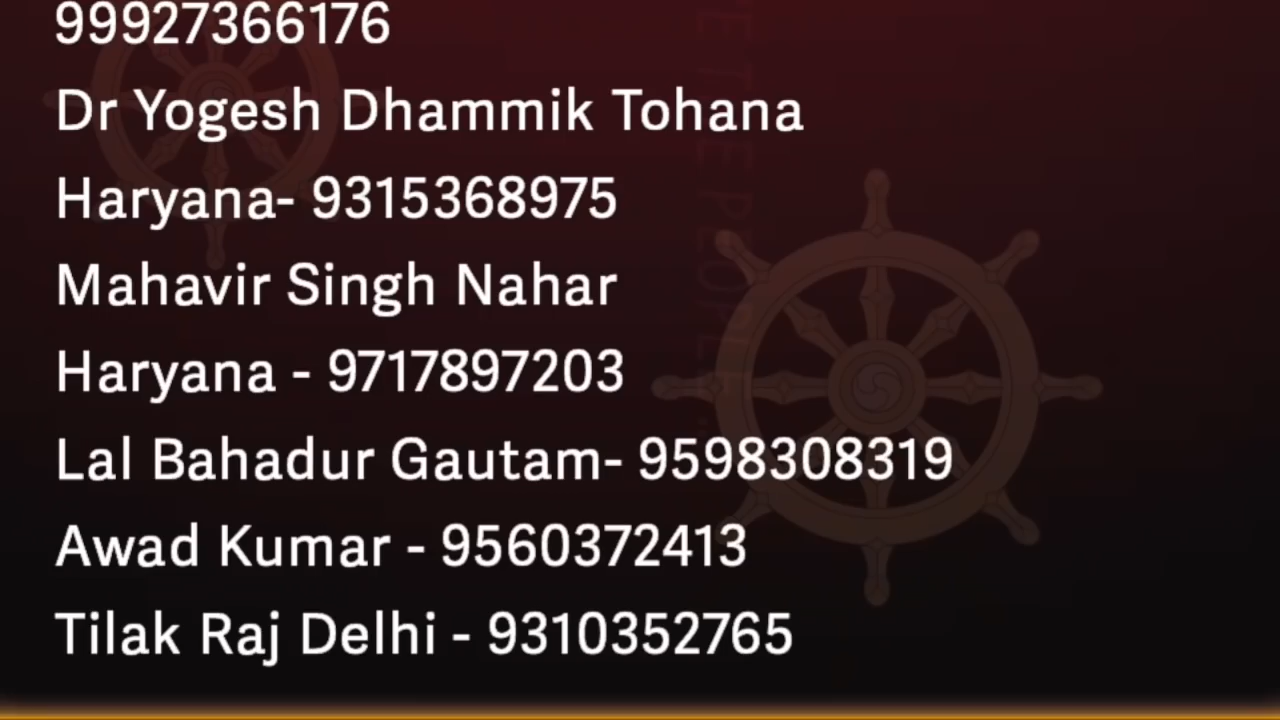 99927366176
Dr Yogesh Dhammik Tohana
Haryana- 9315368975
Mahavir Singh Nahar
Haryana - 9717897203
Lal Bahadur Gautam- 9598308319
Awad Kumar - 9560372413
Tilak Raj Delhi - 9310352765